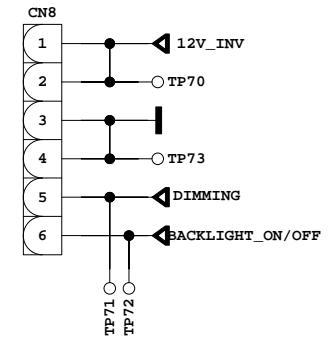 CN8
1 12V_INV
2 TP70
3
4 TP73
5 DIMMING
6 BACKLIGHT_ON/OFF
TP71
TP72